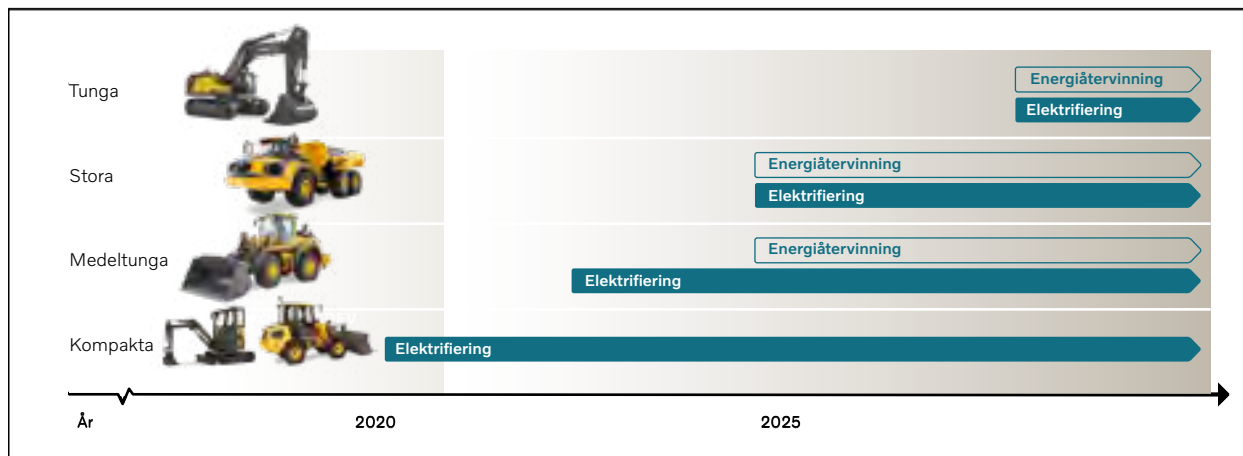 Tunga
Energiåtervinning
Elektrifiering
Stora
Energiåtervinning
Elektrifiering
Medeltunga
Energiåtervinning
Elektrifiering
Kompakta
Elektrifiering
År
2020
2025